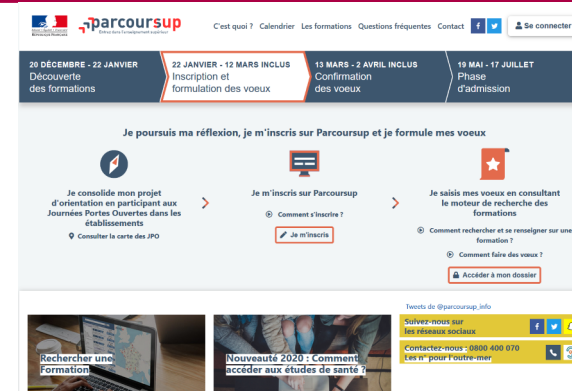 parcoursup
Entrez dans l'enseignement supérieur
C'est quoi ? Calendrier Les formations Questions fréquentes Contact
Se connecter
20 DÉCEMBRE - 22 JANVIER
Découverte
des formations
22 JANVIER - 12 MARS INCLUS
Inscription et
formulation des voeux
13 MARS - 2 AVRIL INCLUS
Confirmation
des voeux
19 MAI - 17 JUILLET
Phase
d'admission
Je poursuis ma réflexion, je m'inscris sur Parcoursup et je formule mes voeux
Je consolide mon projet
d'orientation en participant aux
Journées Portes Ouvertes dans les
établissements
Consulter la carte des JPO
Je m'inscris sur Parcoursup
Comment s'inscrire ?
Je m'inscris
Je saisis mes voeux en consultant
le moteur de recherche des
formations
Comment rechercher et se renseigner sur une
formation ?
Comment faire des vœux ?
Accéder à mon dossier
Rechercher une
Formation
Nouveauté 2020 : Comment
accéder aux études de santé ?
Tweets de @parcoursup_info
Suivez-nous sur
les réseaux sociaux
Contactez-nous : 0800 400 070
Les n° pour l'outre-mer